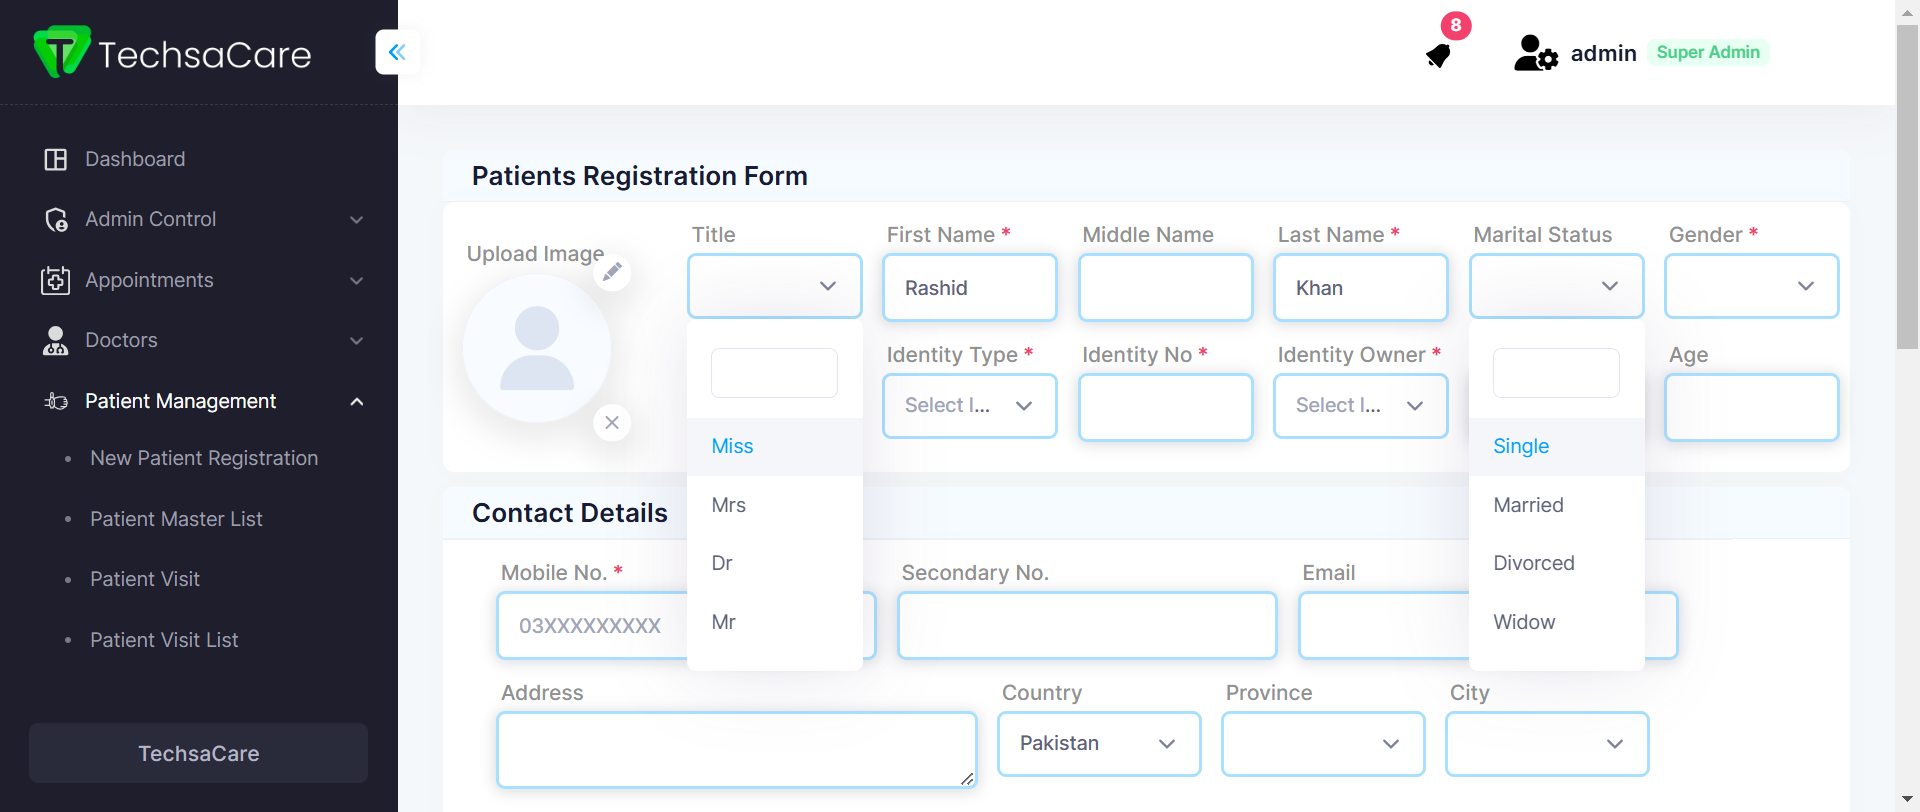 TechsaCare
8
admin Super Admin
Dashboard
Admin Control
Appointments
Doctors
Patient Management
New Patient Registration
Patient Master List
Patient Visit
Patient Visit List
TechsaCare
Patients Registration Form
Upload Image
Title First Name * Middle Name Last Name * Marital Status Gender *
Rashid Khan
Identity Type * Identity No * Identity Owner * Age
Select I... Select I...
Miss
Mrs
Dr
Mr
Single
Married
Divorced
Widow
Contact Details
Mobile No. * Secondary No. Email
03XXXXXXXXX
Address Country Province City
Pakistan